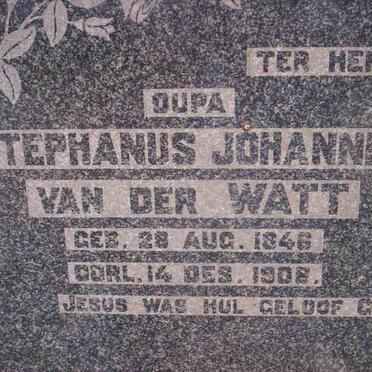 TER HER
OUPA
TEPHANUS JOHANN
VAN DER WATT
GEB. 28 AUG. 1846
OORL. 14 DES. 1908,
JESUS WAS HUL GELOOF